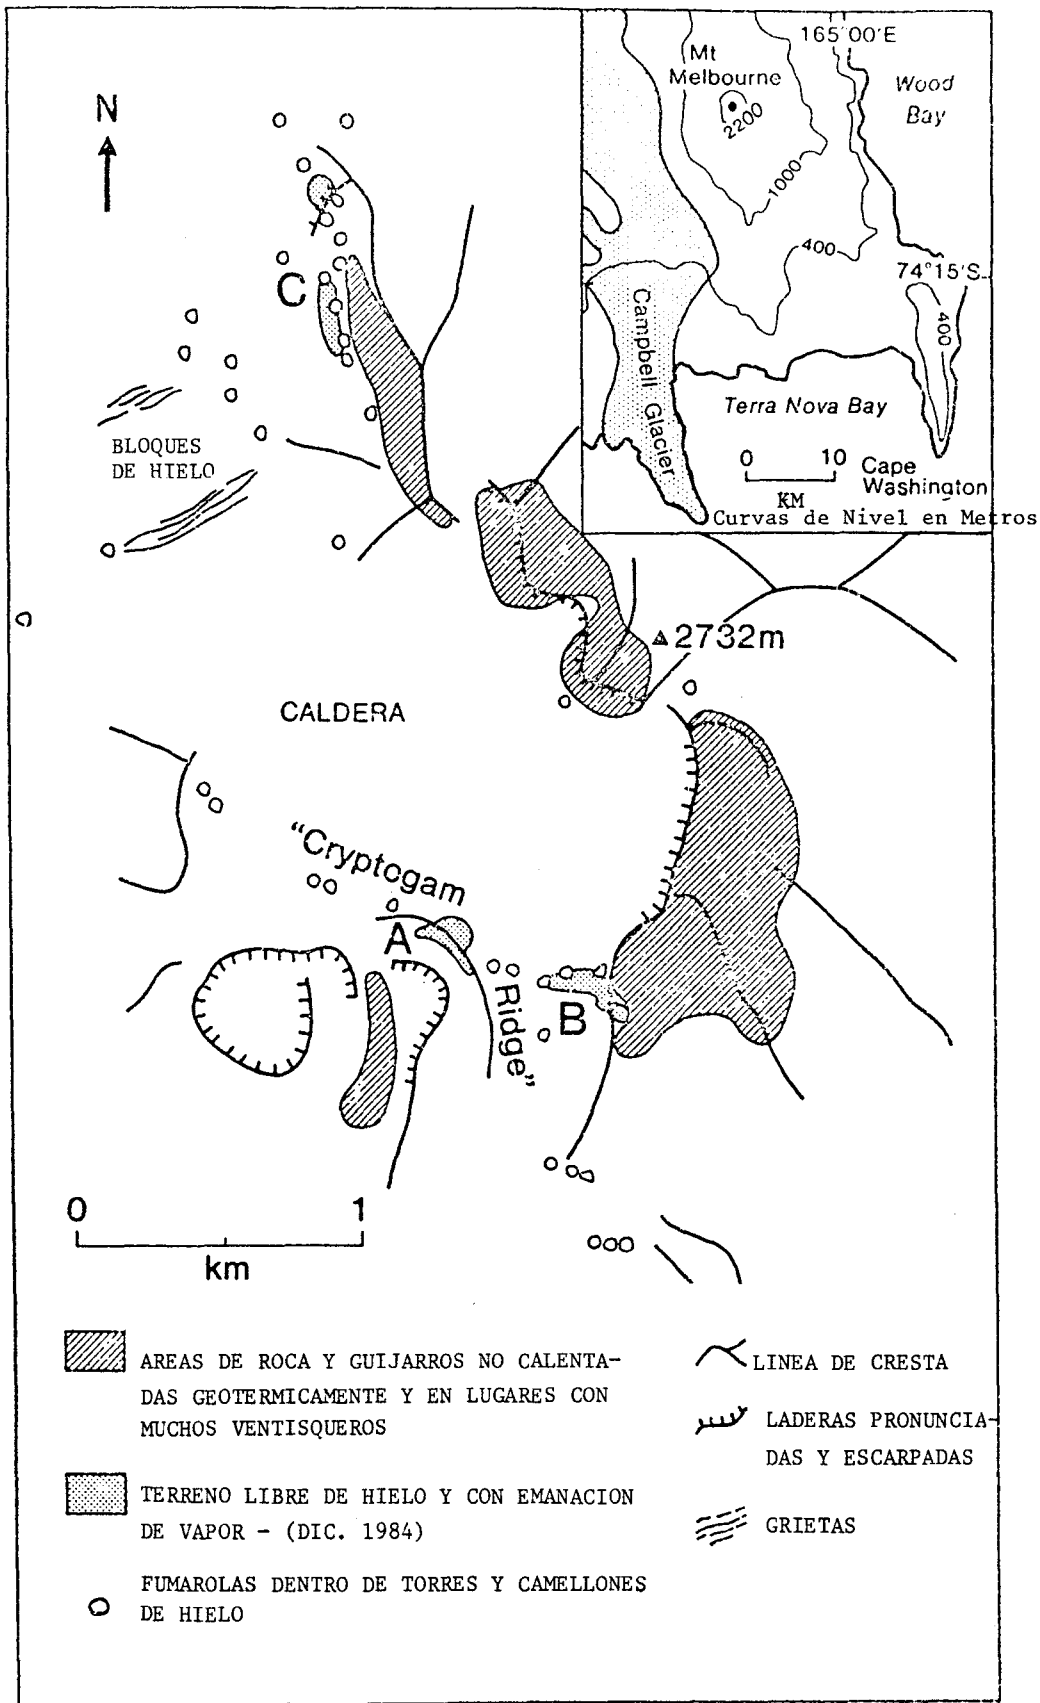 N
165°00'E
Mt
Melbourne
2200
Wood
Bay
1000
400
74°15'S
400
Campbell Glacier
Terra Nova Bay
0 10
KM
Cape
Washington
Curvas de Nivel en Metros
C
BLOQUES
DE HIELO
2732m
CALDERA
"Cryptogam
Ridge"
A
B
0 1
km
AREAS DE ROCA Y GUIJARROS NO CALENTA-
DAS GEOTERMICAMENTE Y EN LUGARES CON
MUCHOS VENTISQUEROS
TERRENO LIBRE DE HIELO Y CON EMANACION
DE VAPOR - (DIC. 1984)
FUMAROLAS DENTRO DE TORRES Y CAMELLONES
DE HIELO
LINEA DE CRESTA
LADERAS PRONUNCIA-
DAS Y ESCARPADAS
GRIETAS